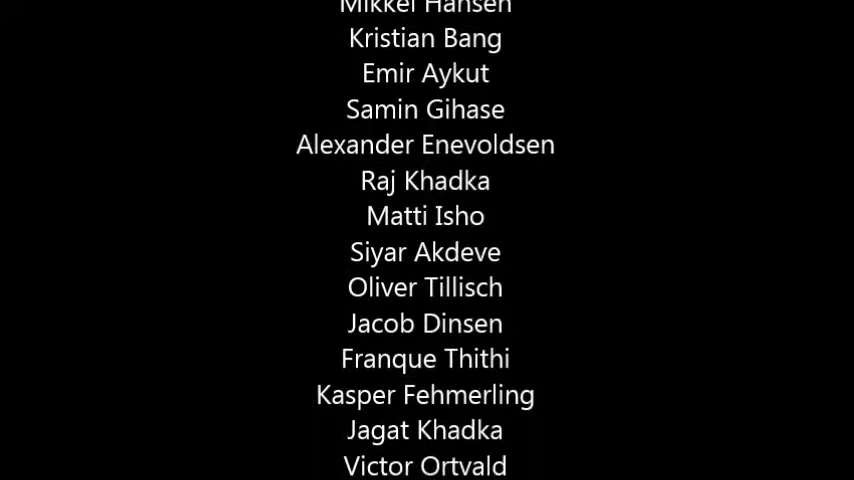 Mikkel Hansen
Kristian Bang
Emir Aykut
Samin Gihase
Alexander Enevoldsen
Raj Khadka
Matti Isho
Siyar Akdeve
Oliver Tillisch
Jacob Dinsen
Franque Thithi
Kasper Fehmerling
Jagat Khadka
Victor Ortvald